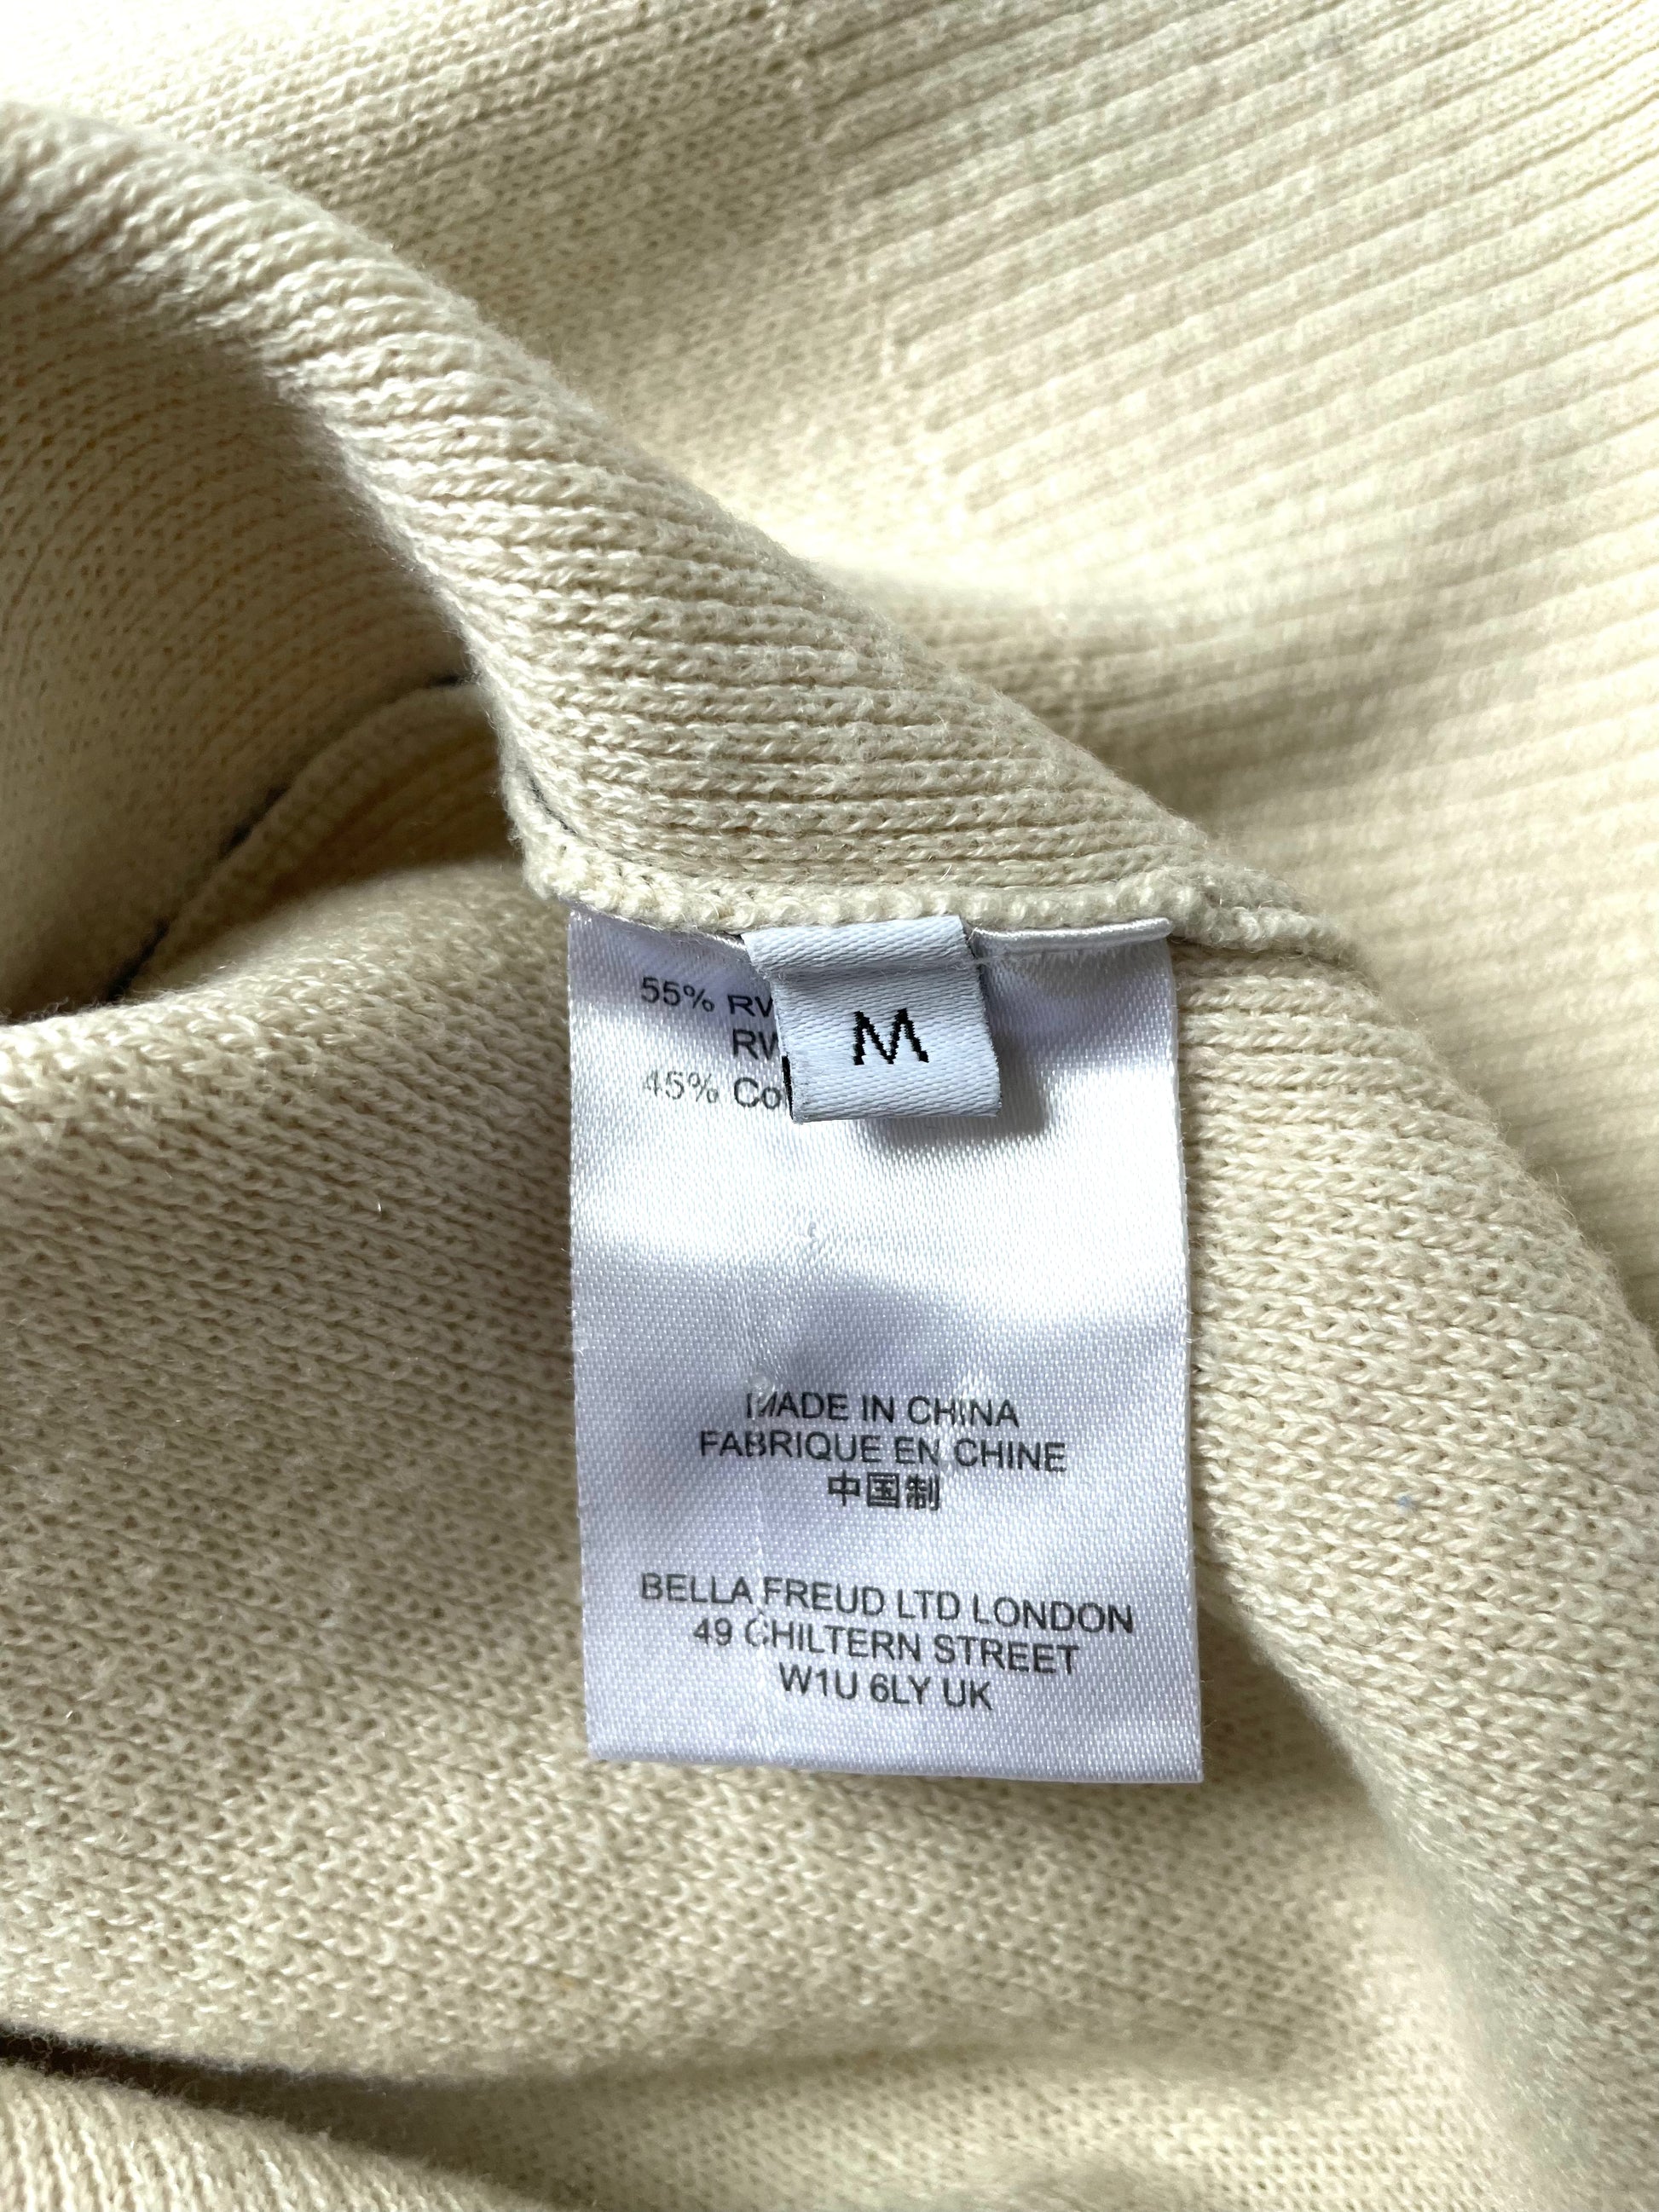 55%
M
45%
MADE IN CHINA
FABRIQUE EN CHINE
中国制
BELLA FREUD LTD LONDON
49 CHILTERN STREET
W1U 6LY UK